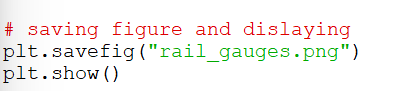 # saving figure and dislaying
plt.savefig("rail_gauges.png")
plt.show()